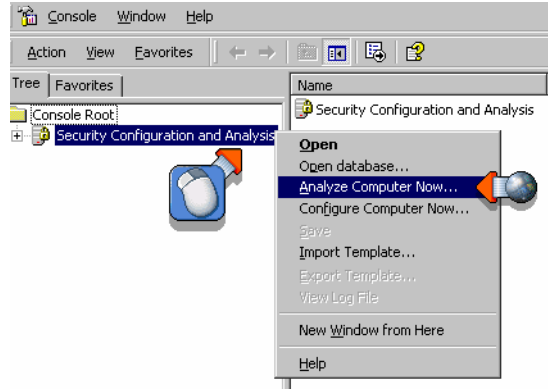 Console Window Help
Action View Favorites
Tree Favorites
Name
Console Root
Security Configuration and Analysis
Security Configuration and Analysis
Open
Open database...
Analyze Computer Now...
Configure Computer Now...
Save
Import Template...
Export Template...
View Log File
New Window from Here
Help